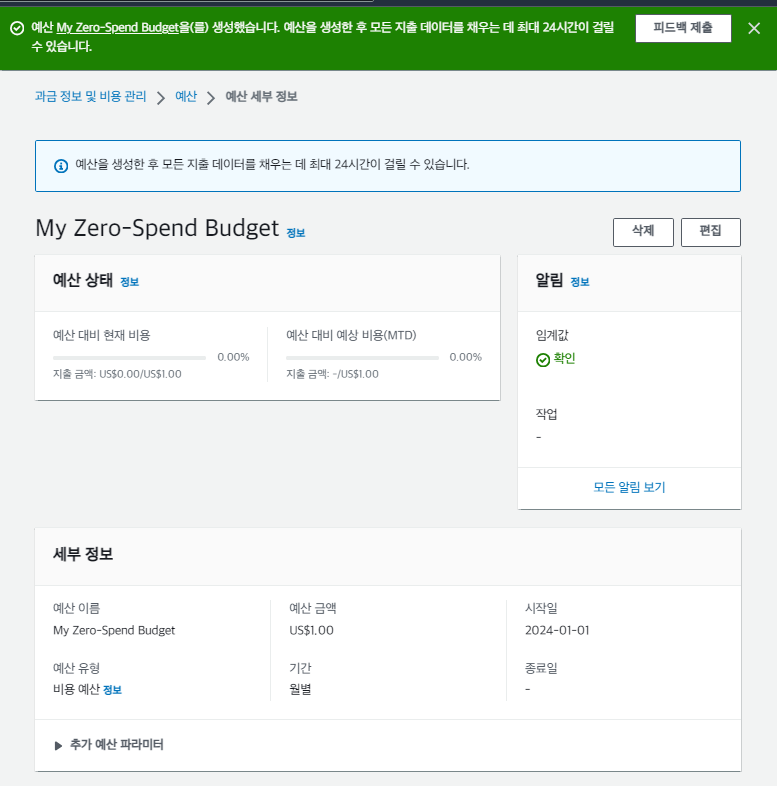 예산 My Zero-Spend Budget을(를) 생성했습니다. 예산을 생성한 후 모든 지출 데이터를 채우는 데 최대 24시간이 걸릴
수 있습니다.
피드백 제출
과금 정보 및 비용 관리 > 예산 > 예산 세부 정보
예산을 생성한 후 모든 지출 데이터를 채우는 데 최대 24시간이 걸릴 수 있습니다.
My Zero-Spend Budget 정보
삭제
편집
예산 상태 정보
예산 대비 현재 비용
0.00%
지출 금액: US$0.00/US$1.00
예산 대비 예상 비용(MTD)
0.00%
지출 금액: -/US$1.00
알림 정보
임계값
확인
작업
-
모든 알림 보기
세부 정보
예산 이름
My Zero-Spend Budget
예산 유형
비용 예산 정보
예산 금액
US$1.00
기간
월별
시작일
2024-01-01
종료일
-
추가 예산 파라미터